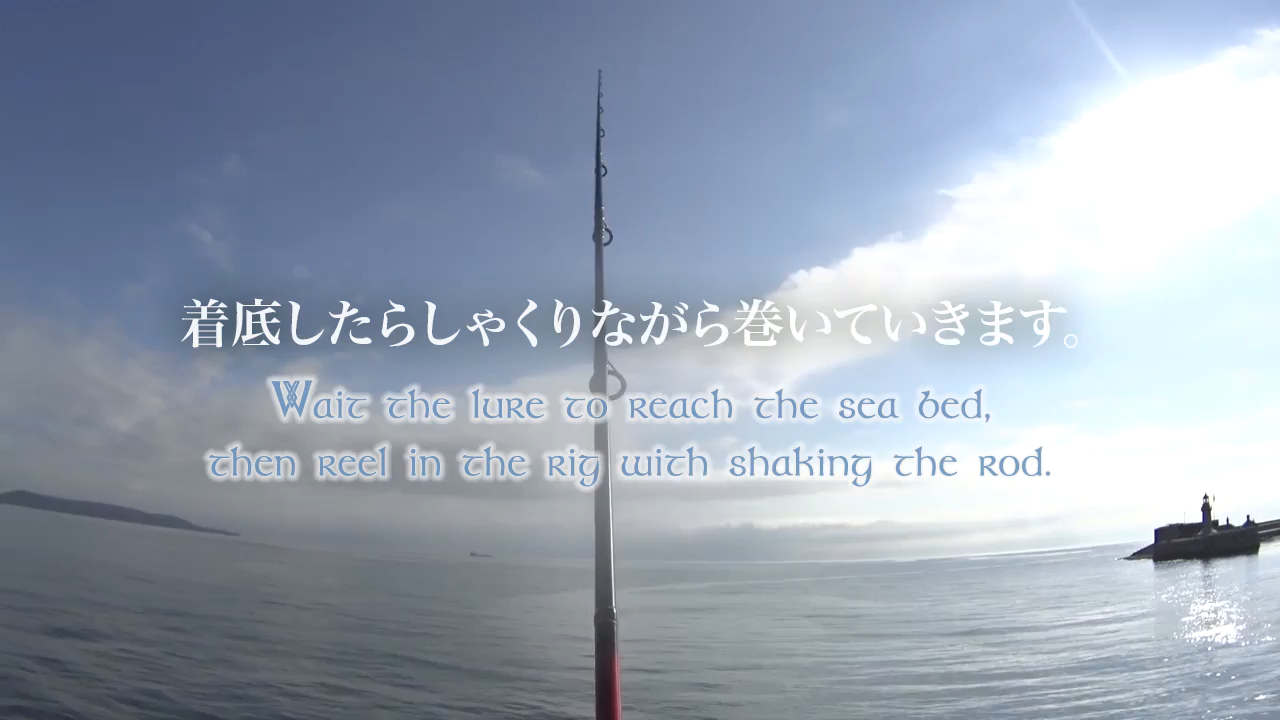 着底したらしゃくりながら巻いていきます。
Wait the lure to reach the sea bed,
then reel in the rig with shaking the rod.